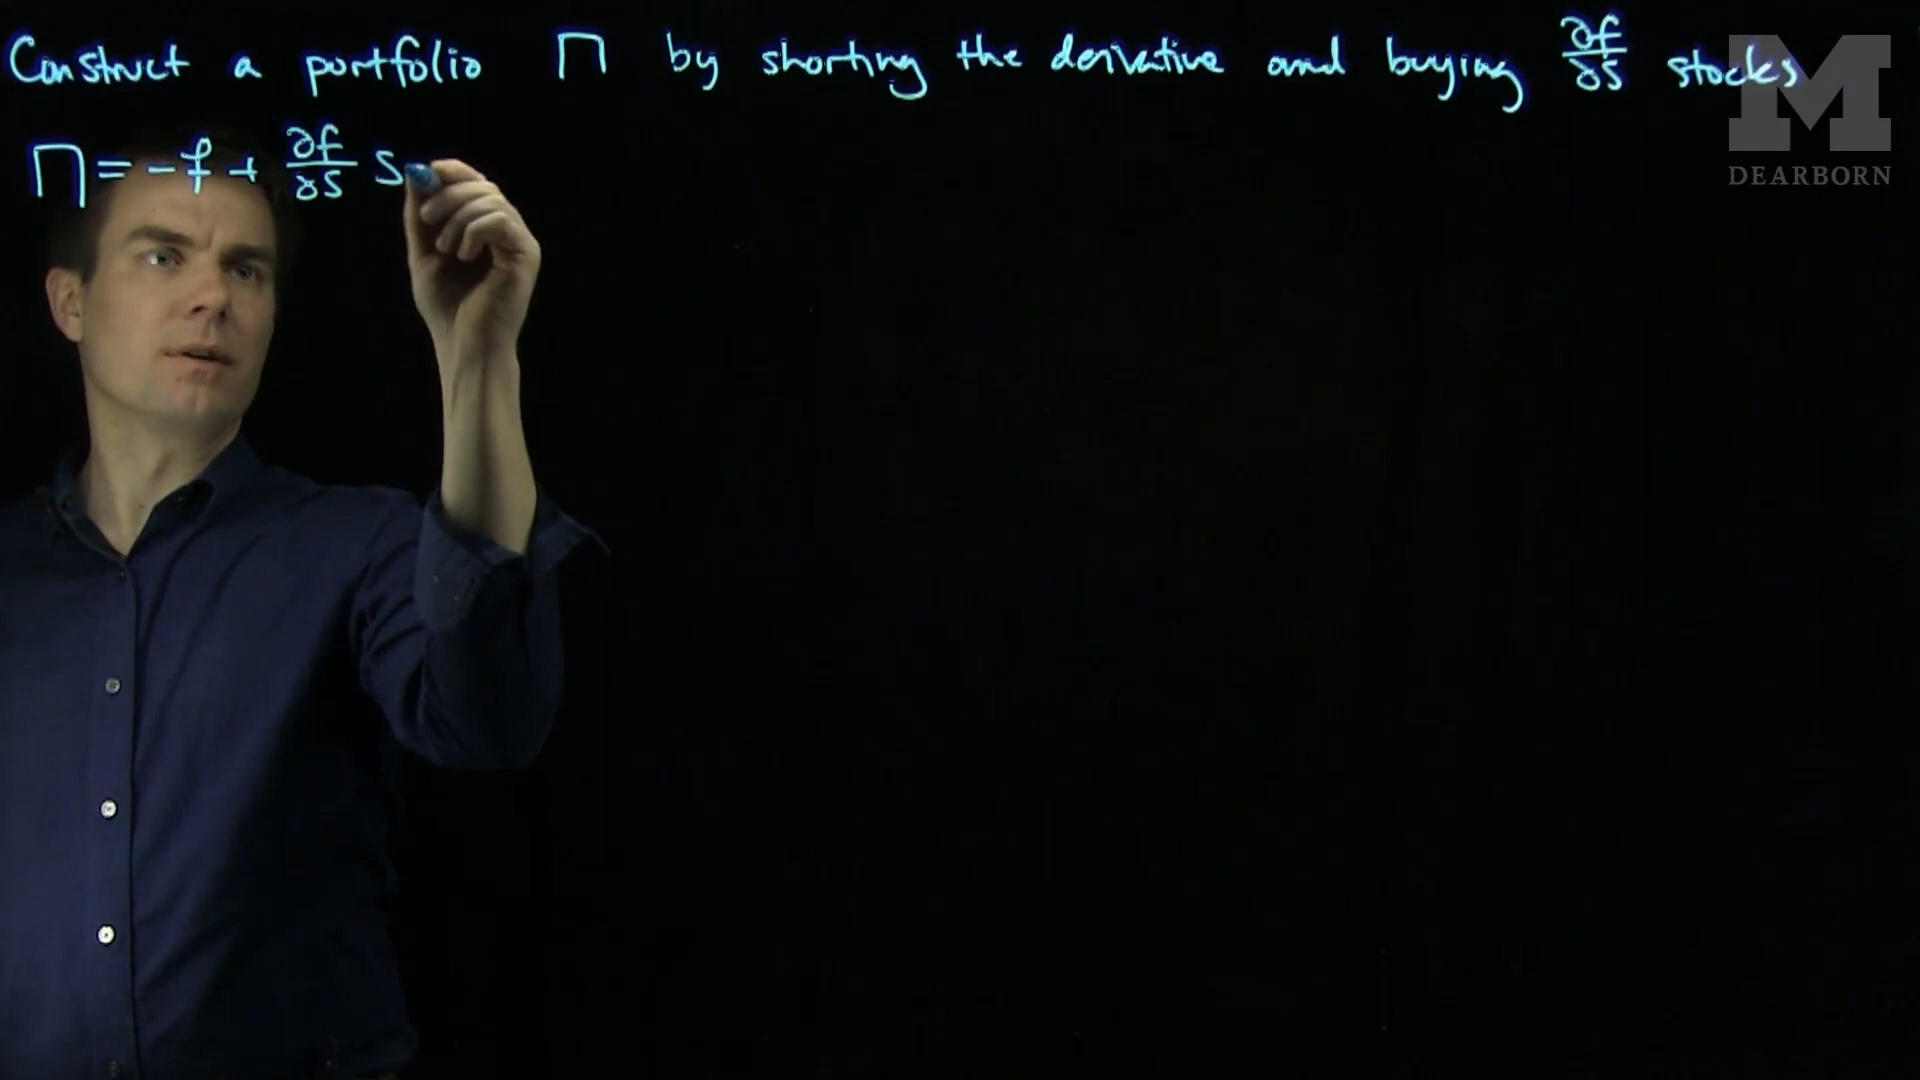 Construct a portfolio Π by shorting the derivative and buying ∂f/∂S stocks
Π = -f + ∂f/∂S S
M
DEARBORN